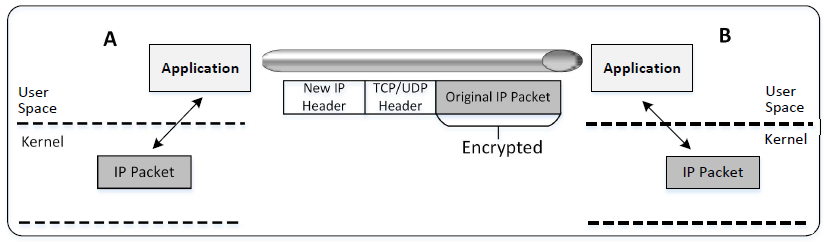 A
Application
User
Space
Kernel
IP Packet
New IP
Header
TCP/UDP
Header
Original IP Packet
Encrypted
B
Application
User
Space
Kernel
IP Packet